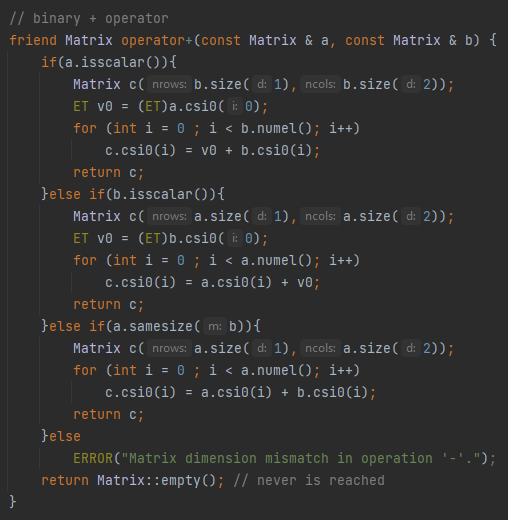 // binary + operator
friend Matrix operator+(const Matrix & a, const Matrix & b) {
    if(a.isscalar()){
        Matrix c( nrows: b.size( d: 1), ncols: b.size( d: 2));
        ET v0 = (ET)a.csi0( i: 0);
        for (int i = 0 ; i < b.numel(); i++)
            c.csi0(i) = v0 + b.csi0(i);
        return c;
    }else if(b.isscalar()){
        Matrix c( nrows: a.size( d: 1), ncols: a.size( d: 2));
        ET v0 = (ET)b.csi0( i: 0);
        for (int i = 0 ; i < a.numel(); i++)
            c.csi0(i) = a.csi0(i) + v0;
        return c;
    }else if(a.samesize( m: b)){
        Matrix c( nrows: a.size( d: 1), ncols: a.size( d: 2));
        for (int i = 0 ; i < a.numel(); i++)
            c.csi0(i) = a.csi0(i) + b.csi0(i);
        return c;
    }else
        ERROR("Matrix dimension mismatch in operation '-'.");
    return Matrix::empty(); // never is reached
}